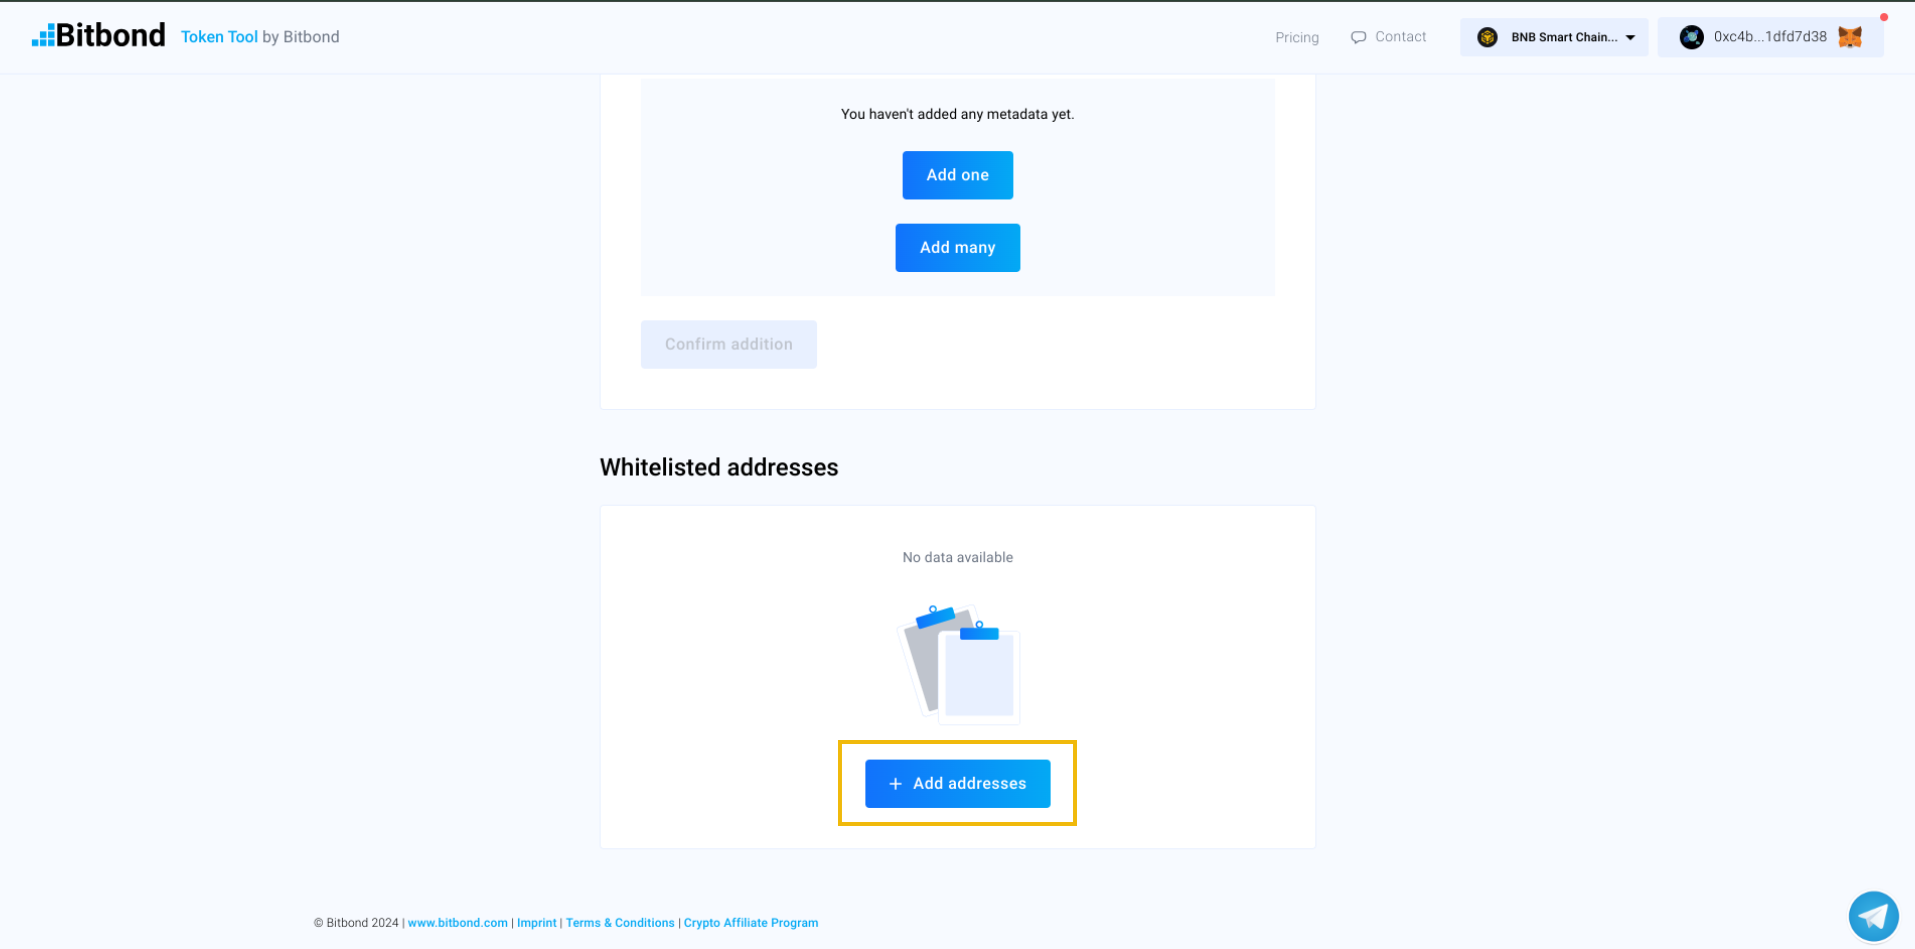 Bitbond Token Tool by Bitbond Pricing Contact BNB Smart Chain... 0xc4b...1dfd7d38
You haven't added any metadata yet.
Add one
Add many
Confirm addition
Whitelisted addresses
No data available
+ Add addresses
© Bitbond 2024 | www.bitbond.com | Imprint | Terms & Conditions | Crypto Affiliate Program